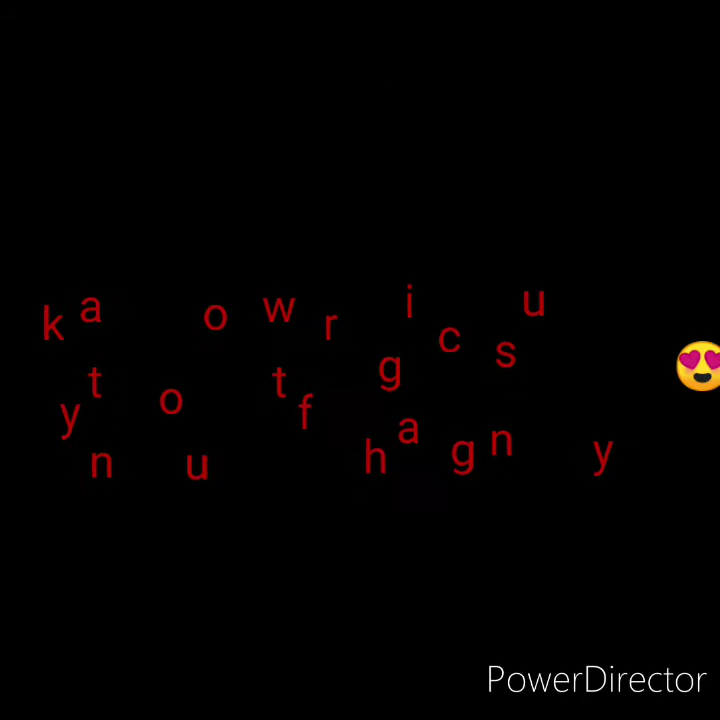 k a o w r i c s u
y t o t f g
n u h a g n y
PowerDirector